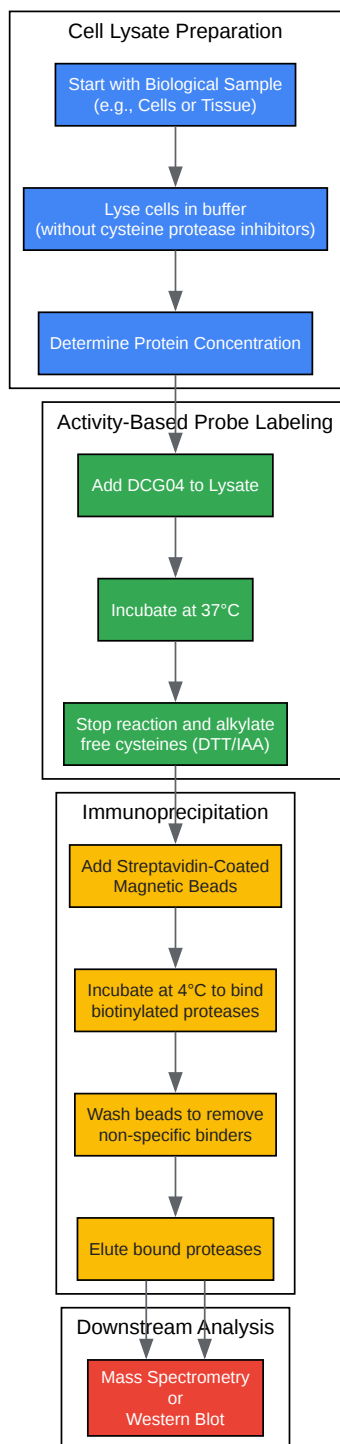 Cell Lysate Preparation
Start with Biological Sample
(e.g., Cells or Tissue)
Lyse cells in buffer
(without cysteine protease inhibitors)
Determine Protein Concentration
Activity-Based Probe Labeling
Add DCG04 to Lysate
Incubate at 37°C
Stop reaction and alkylate
free cysteines (DTT/IAA)
Immunoprecipitation
Add Streptavidin-Coated
Magnetic Beads
Incubate at 4°C to bind
biotinylated proteases
Wash beads to remove
non-specific binders
Elute bound proteases
Downstream Analysis
Mass Spectrometry
or
Western Blot